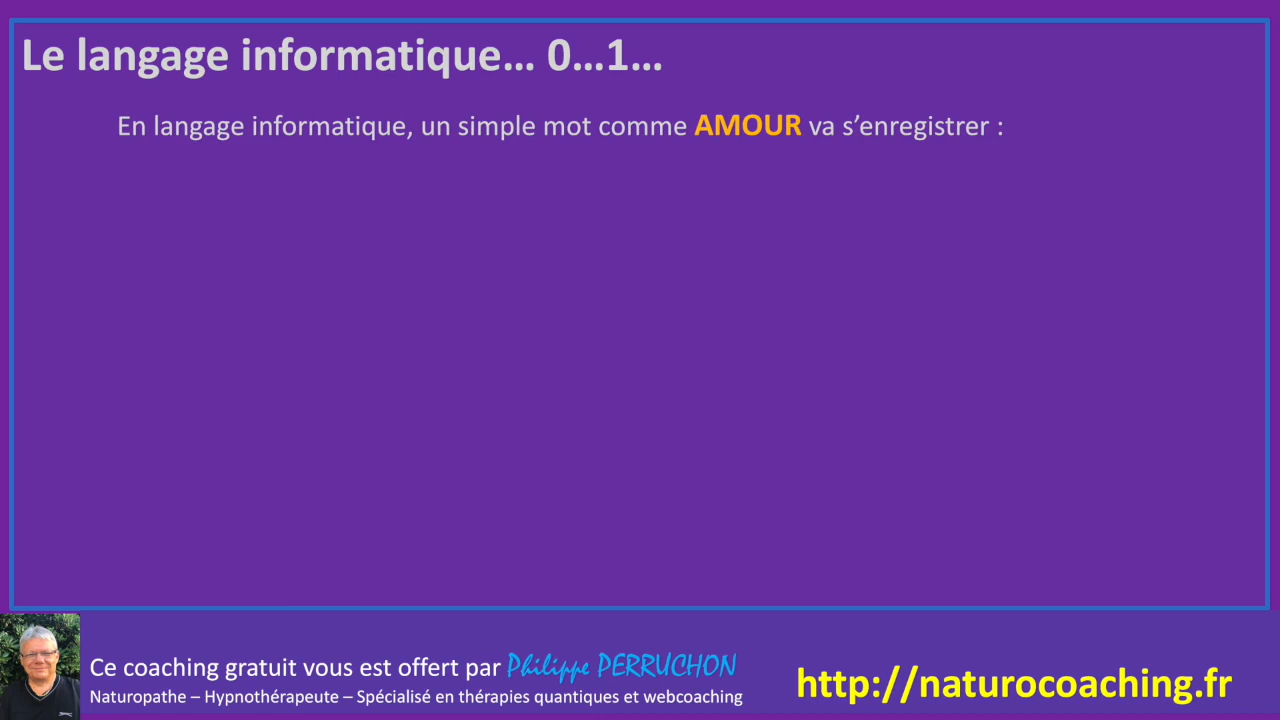 Le langage informatique… 0…1…
En langage informatique, un simple mot comme AMOUR va s’enregistrer :
Ce coaching gratuit vous est offert par Philippe PERRUCHON
Naturopathe – Hypnothérapeute – Spécialisé en thérapies quantiques et webcoaching
http://naturocoaching.fr